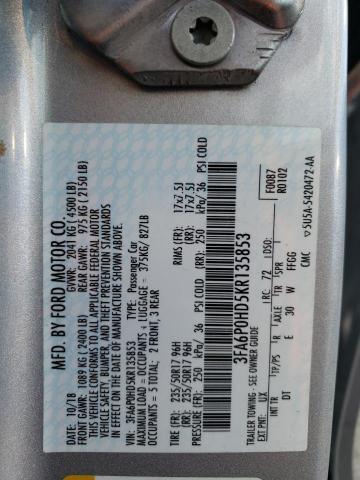 MFD. BY FORD MOTOR CO.
10/18 GVWR: 2041 KG ( 4500 LB)
FRONT GAWR: 1089 KG ( 2400 LB) REAR GAWR: 975 KG ( 2150 LB)
THIS VEHICLE CONFORMS TO ALL APPLICABLE FEDERAL MOTOR
VEHICLE SAFETY, BUMPER, AND THEFT PREVENTION STANDARDS
IN EFFECT ON THE DATE OF MANUFACTURE SHOWN ABOVE.
VIN: 3FA6P0HD5KR135853 TYPE: Passenger Car
MAXIMUM LOAD = OCCUPANTS + LUGGAGE = 375KG/ 827LB
OCCUPANTS = 5 TOTAL: 2 FRONT, 3 REAR
TIRE (FR) : 235/50R17 96H RIMS (FR): 17x7.5J
(RR): 235/50R17 96H (RR): 17x7.5J
PRESSURE (FR) : 250 kPa/ 36 PSI COLD (RR): 250 kPa/ 36 PSI COLD
3FA6P0HD5KR135853
F0087
R0102
TRAILER TOWING - SEE OWNER GUIDE
EXT PNT: UX RC: 72 DSO:
INT TR TP/PS R AXLE TR SPR
DT E 30 W FFGG
CMC 5U5A-5420472-AA